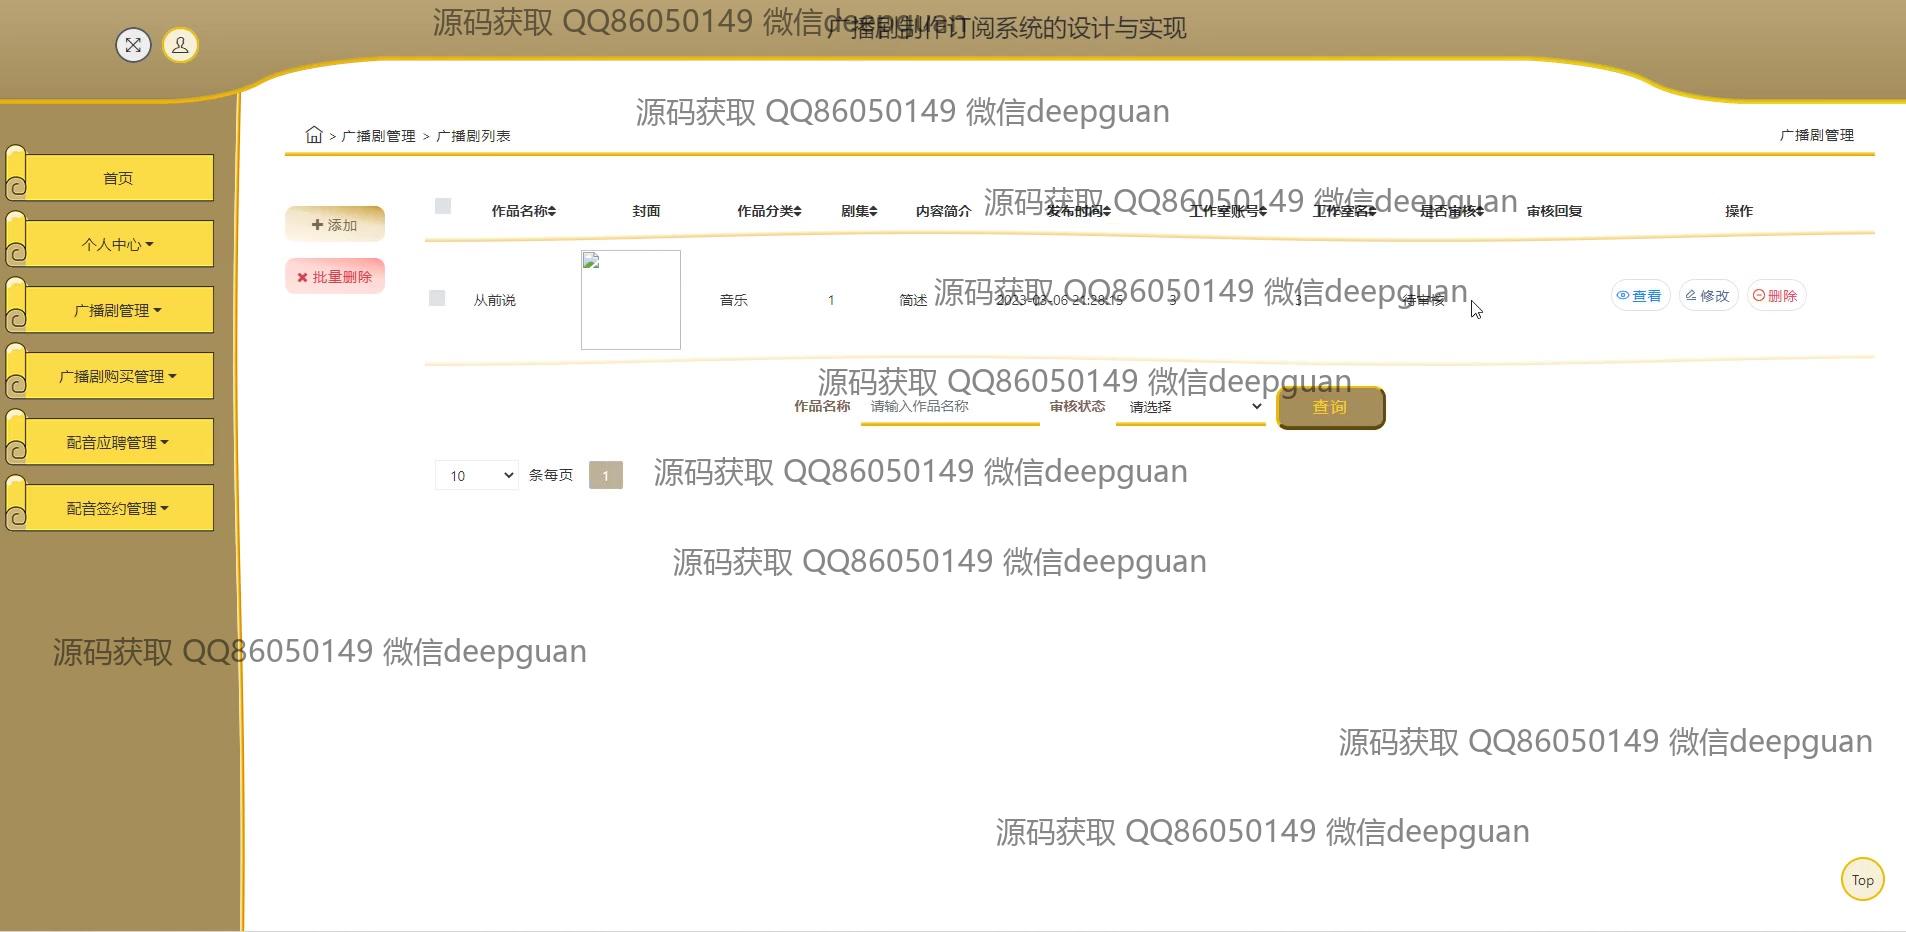 源码获取 QQ86050149 微信deepguan
广播剧制作订阅系统的设计与实现
源码获取 QQ86050149 微信deepguan
> 广播剧管理 > 广播剧列表
广播剧管理
首页
个人中心
广播剧管理
广播剧购买管理
配音应聘管理
配音签约管理
添加
批量删除
源码获取 QQ86050149 微信deepguan
作品名称 封面 作品分类 剧集 内容简介 发布时间 工作室账号 工作室名 是否审核 审核回复 操作
源码获取 QQ86050149 微信deepguan
从前说 音乐 1 简述 2023-03-06 21:28:15 3 3 待审核 查看 修改 删除
源码获取 QQ86050149 微信deepguan
作品名称 请输入作品名称 审核状态 请选择 查询
10 条每页 1
源码获取 QQ86050149 微信deepguan
源码获取 QQ86050149 微信deepguan
源码获取 QQ86050149 微信deepguan
源码获取 QQ86050149 微信deepguan
源码获取 QQ86050149 微信deepguan
Top